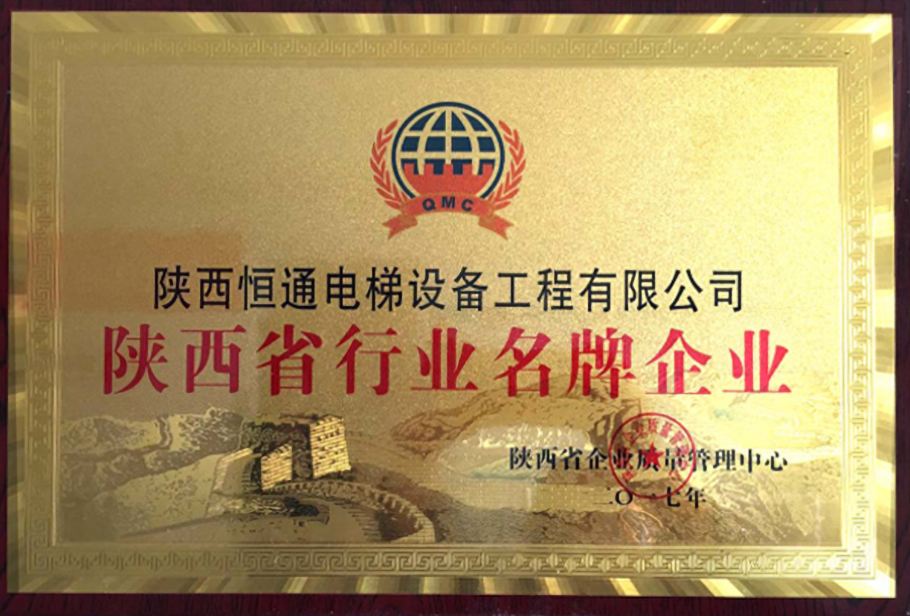 QMC
陕西恒通电梯设备工程有限公司
陕西省行业名牌企业
陕西省企业质量管理中心
二〇一七年